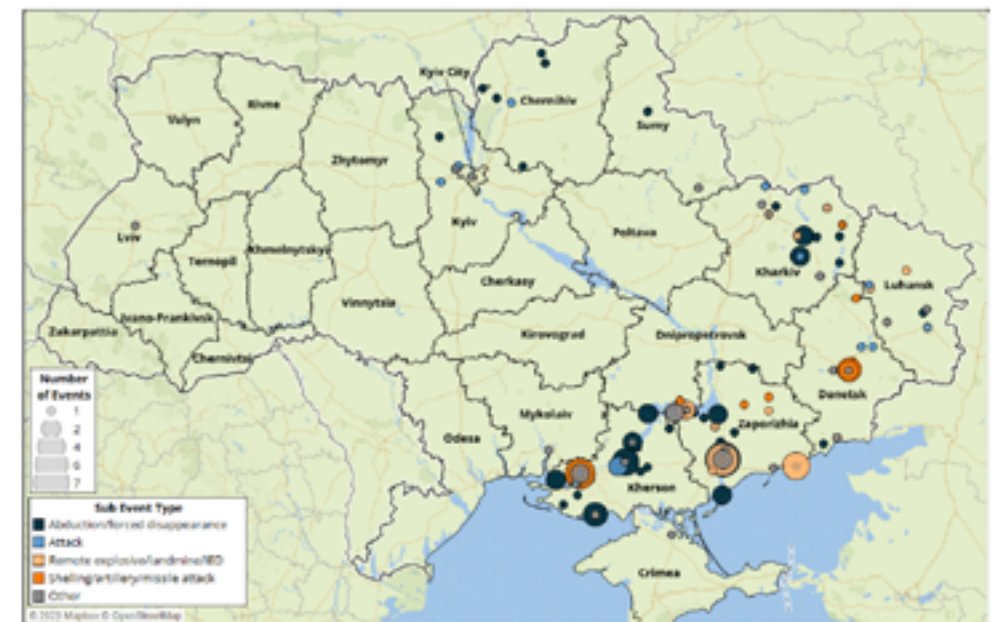 Kyiv City
Chernihiv
Volyn
Rivne
Sumy
Zhytomyr
Lviv
Kyiv
Poltava
Ternopil
Khmelnytskyi
Kharkiv
Cherkasy
Luhansk
Vinnytsia
Ivano-Frankivsk
Zakarpattia
Kirovograd
Dnipropetrovsk
Chernivtsi
Number
of Events
1
2
4
6
7
Donetsk
Mykolaiv
Zaporizhia
Odesa
Kherson
Sub Event Type
Abduction/forced disappearance
Attack
Remote explosive/landmine/IED
Shelling/artillery/missile attack
Other
Crimea
© 2023 Mapbox © OpenStreetMap